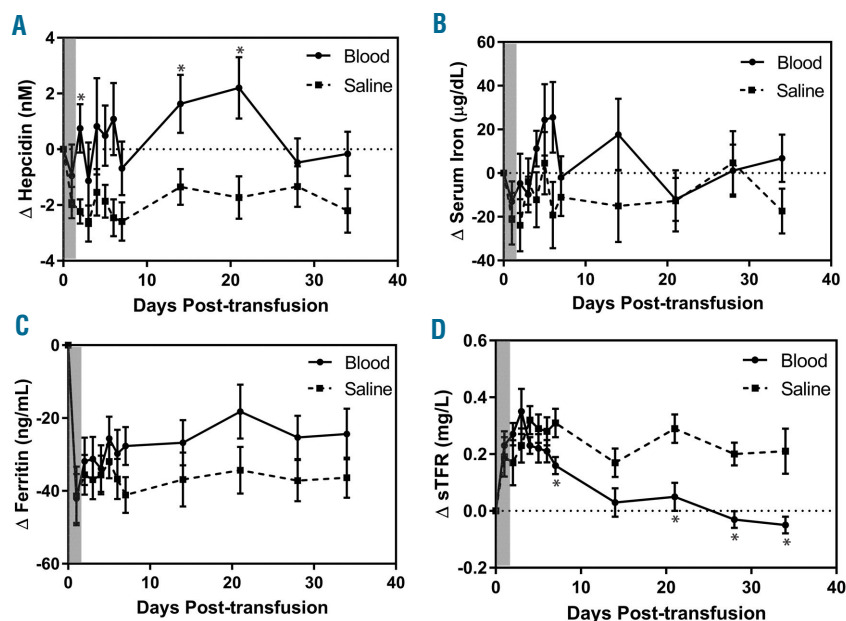 A
4
2
0
-2
-4
Δ Hepcidin (nM)
*
*
*
Blood
Saline
0
10
20
30
40
Days Post-transfusion
B
60
40
20
0
-20
-40
Δ Serum Iron (µg/dL)
Blood
Saline
0
10
20
30
40
Days Post-transfusion
C
0
-20
-40
-60
Δ Ferritin (ng/mL)
Blood
Saline
0
10
20
30
40
Days Post-transfusion
D
0.6
0.4
0.2
0.0
-0.2
Δ sTFR (mg/L)
Blood
Saline
*
*
*
*
0
10
20
30
40
Days Post-transfusion